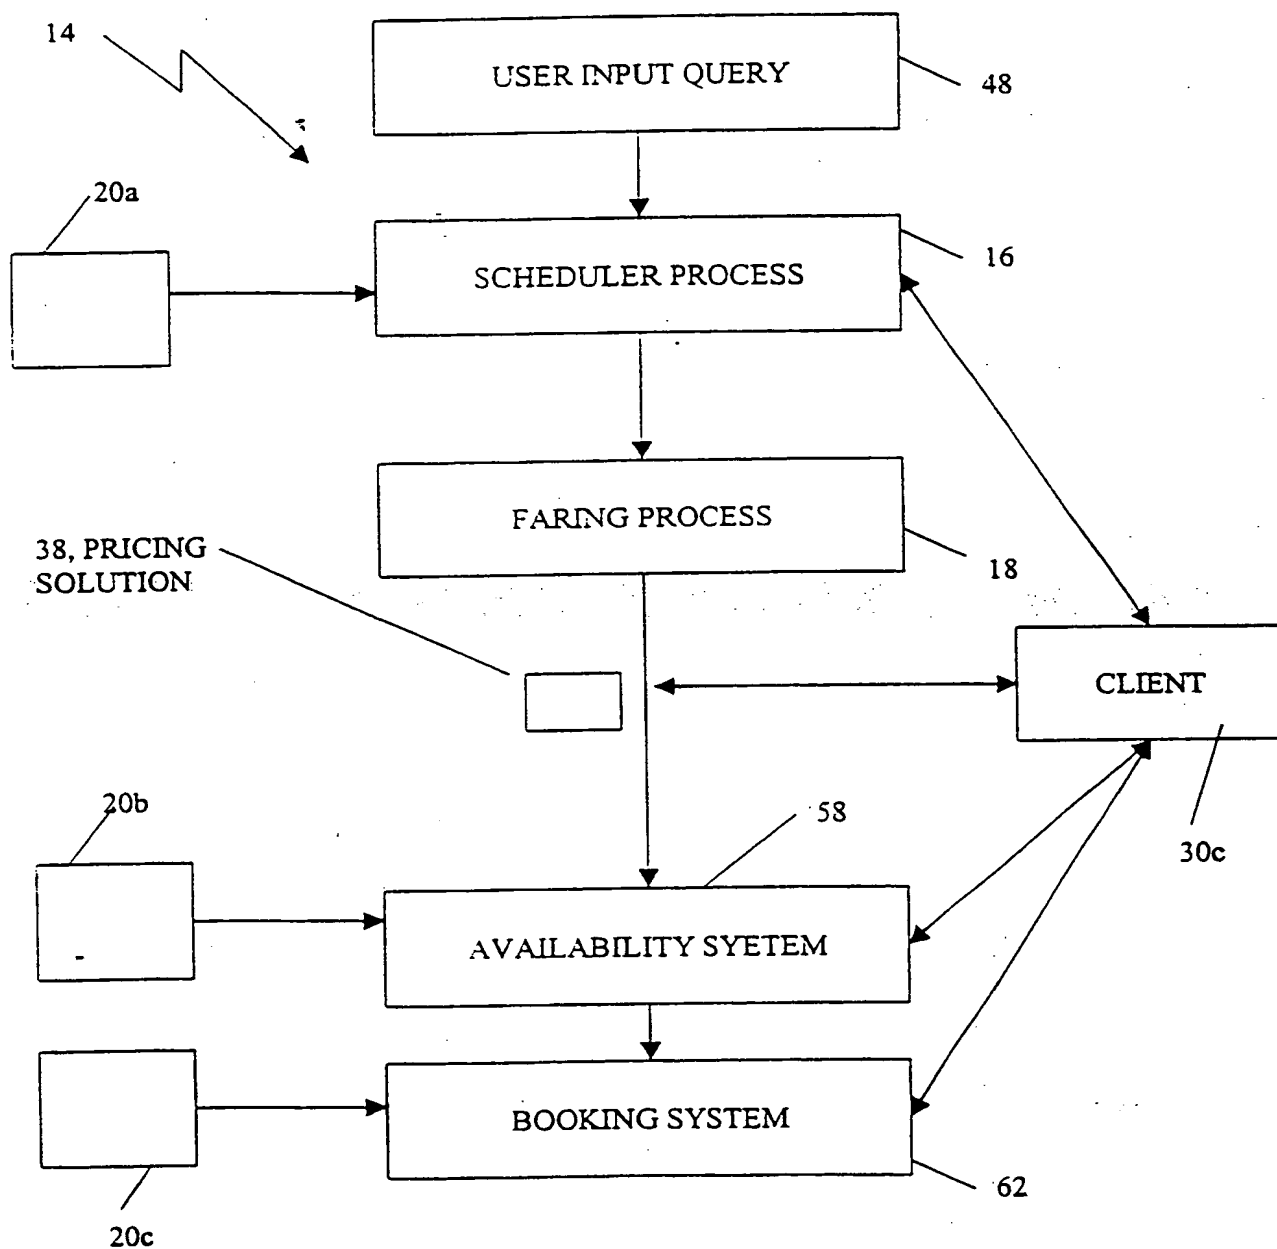 14
USER INPUT QUERY
48
20a
SCHEDULER PROCESS
16
FARING PROCESS
18
38, PRICING
SOLUTION
CLIENT
30c
20b
58
AVAILABILITY SYETEM
BOOKING SYSTEM
62
20c